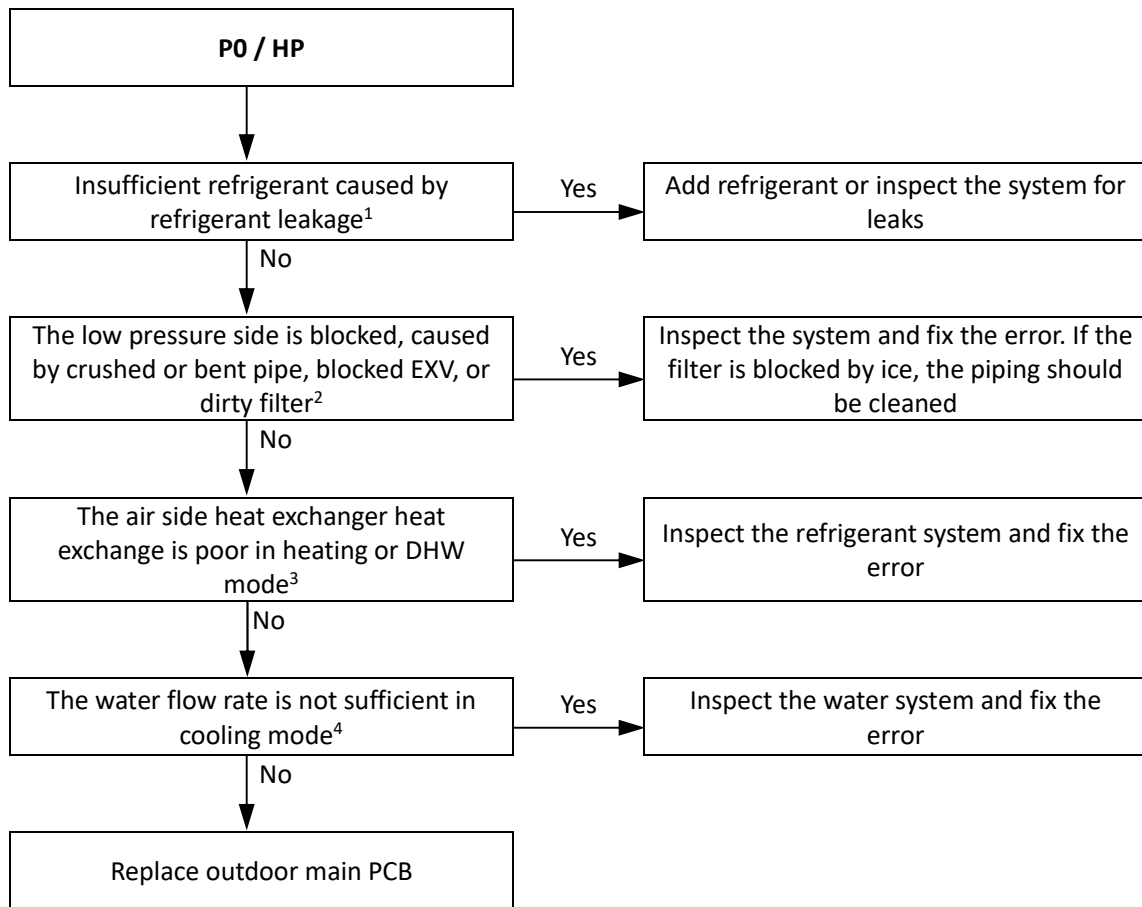 P0 / HP
Insufficient refrigerant caused by
refrigerant leakage¹
Yes
Add refrigerant or inspect the system for
leaks
No
The low pressure side is blocked, caused
by crushed or bent pipe, blocked EXV, or
dirty filter²
Yes
Inspect the system and fix the error. If the
filter is blocked by ice, the piping should
be cleaned
No
The air side heat exchanger heat
exchange is poor in heating or DHW
mode³
Yes
Inspect the refrigerant system and fix the
error
No
The water flow rate is not sufficient in
cooling mode⁴
Yes
Inspect the water system and fix the
error
No
Replace outdoor main PCB